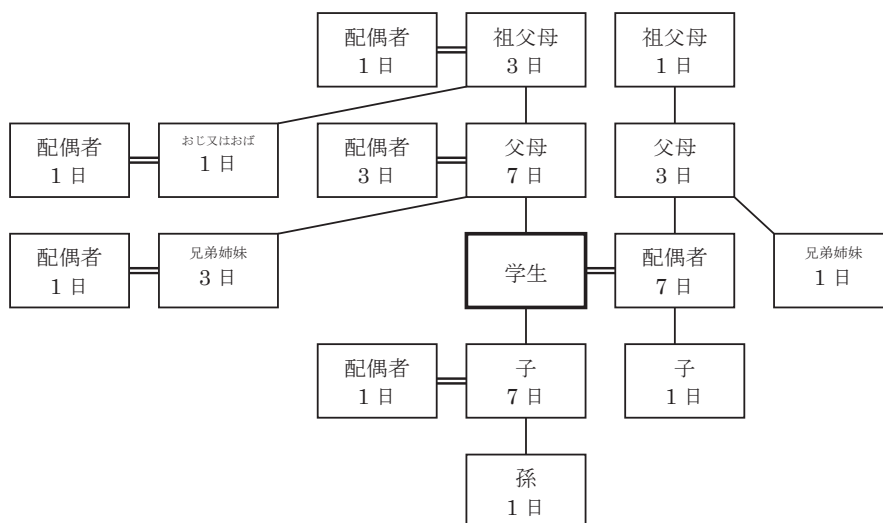 配偶者
1 日
祖父母
3 日
祖父母
1 日
配偶者
1 日
おじ又はおば
1 日
配偶者
3 日
父母
7 日
父母
3 日
配偶者
1 日
兄弟姉妹
3 日
学生
配偶者
7 日
兄弟姉妹
1 日
配偶者
1 日
子
7 日
子
1 日
孫
1 日